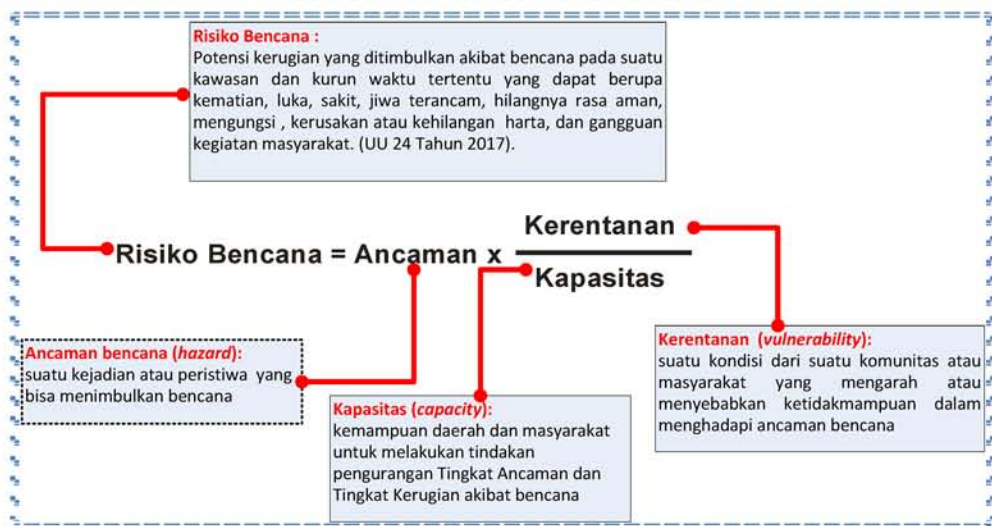 Risiko Bencana :
Potensi kerugian yang ditimbulkan akibat bencana pada suatu
kawasan dan kurun waktu tertentu yang dapat berupa
kematian, luka, sakit, jiwa terancam, hilangnya rasa aman,
mengungsi , kerusakan atau kehilangan harta, dan gangguan
kegiatan masyarakat. (UU 24 Tahun 2017).
Risiko Bencana = Ancaman x
Kerentanan
Kapasitas
Ancaman bencana (hazard):
suatu kejadian atau peristiwa yang
bisa menimbulkan bencana
Kapasitas (capacity):
kemampuan daerah dan masyarakat
untuk melakukan tindakan
pengurangan Tingkat Ancaman dan
Tingkat Kerugian akibat bencana
Kerentanan (vulnerability):
suatu kondisi dari suatu komunitas atau
masyarakat yang mengarah atau
menyebabkan ketidakmampuan dalam
menghadapi ancaman bencana